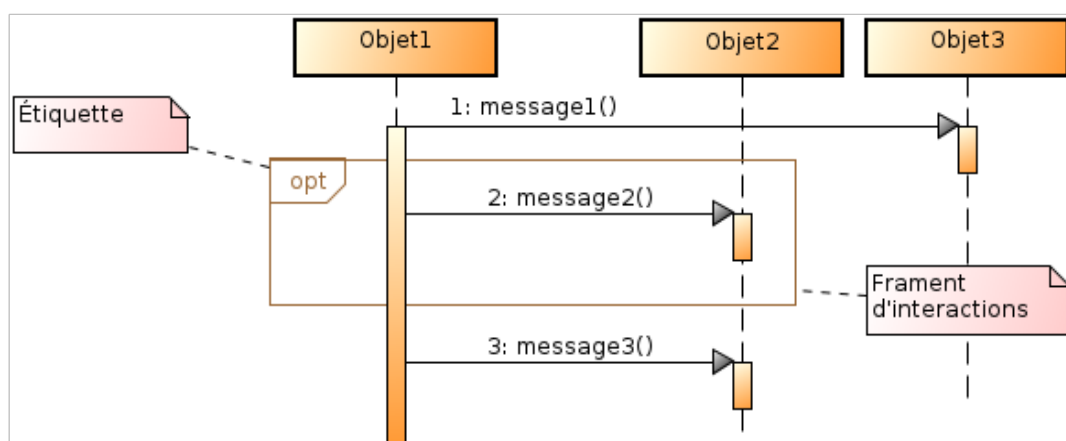 Objet1
Objet2
Objet3
1: message1()
Étiquette
opt
2: message2()
Frament
d'interactions
3: message3()